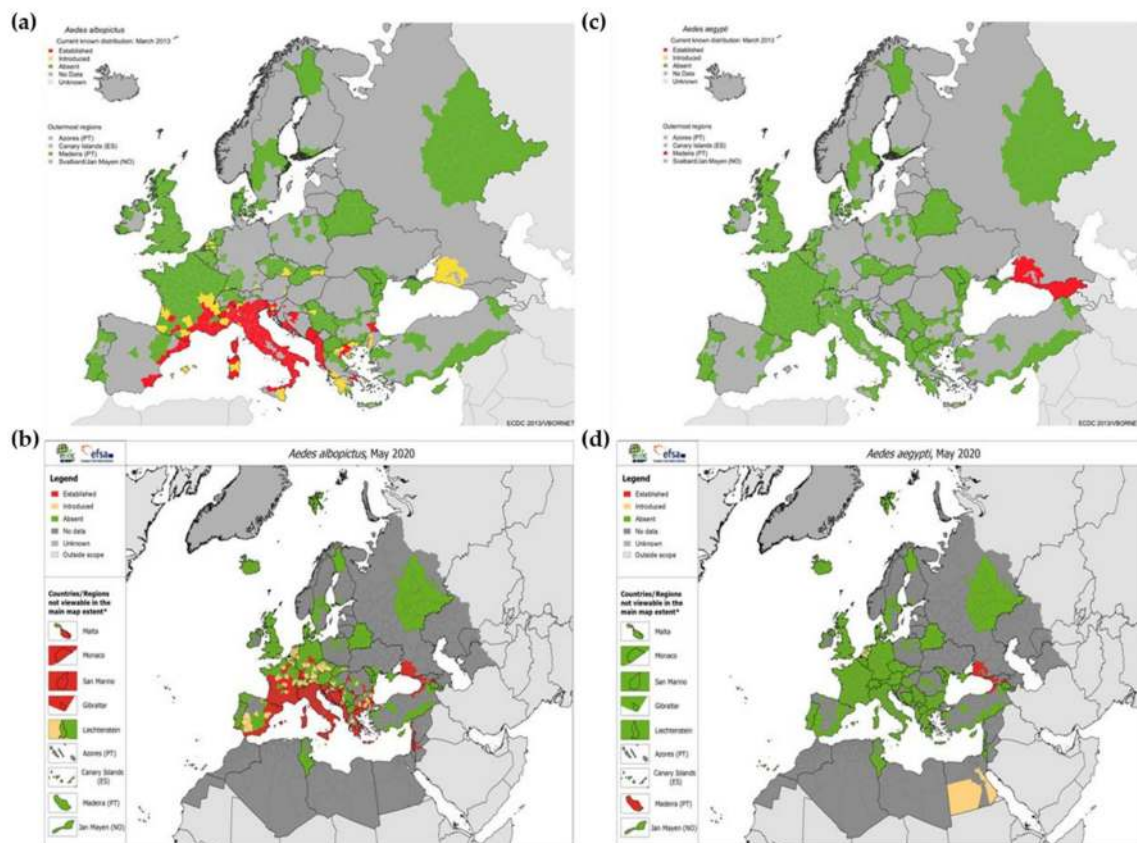 (a)
Aedes albopictus
Current known distribution: March 2013
Established
Introduced
Absent
No Data
Unknown
Outermost regions
Azores (PT)
Canary Islands (ES)
Madeira (PT)
Svalbard/Jan Mayen (NO)
ECDC 2013/VBORNET
(c)
Aedes aegypti
Current known distribution: March 2013
Established
Introduced
Absent
No Data
Unknown
Outermost regions
Azores (PT)
Canary Islands (ES)
Madeira (PT)
Svalbard/Jan Mayen (NO)
ECDC 2013/VBORNET
(b)
efsa
Aedes albopictus, May 2020
Legend
Established
Introduced
Absent
No data
Unknown
Outside scope
Countries/Regions
not viewable in the
main map extent*
Malta
Monaco
San Marino
Gibraltar
Liechtenstein
Azores (PT)
Canary Islands
(ES)
Madeira (PT)
Jan Mayen (NO)
(d)
efsa
Aedes aegypti, May 2020
Legend
Established
Introduced
Absent
No data
Unknown
Outside scope
Countries/Regions
not viewable in the
main map extent*
Malta
Monaco
San Marino
Gibraltar
Liechtenstein
Azores (PT)
Canary Islands
(ES)
Madeira (PT)
Jan Mayen (NO)